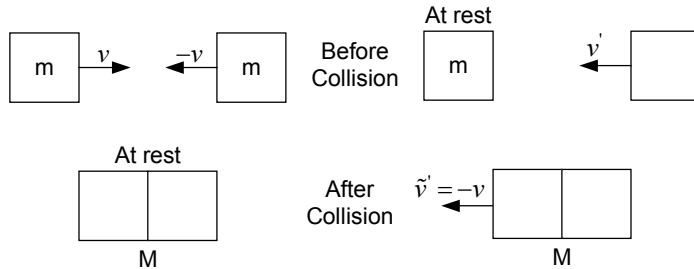 At rest
m
v
-v
m
Before
Collision
m
v'
At rest
After
Collision
ṽ' = -v
M
M